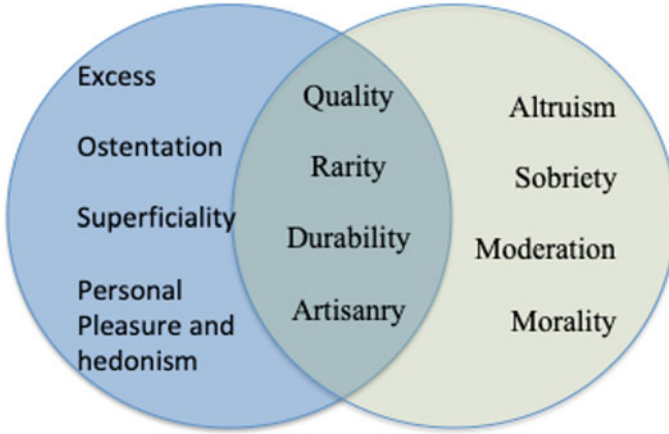 Excess
Ostentation
Superficiality
Personal
Pleasure and
hedonism
Quality
Rarity
Durability
Artisanry
Altruism
Sobriety
Moderation
Morality